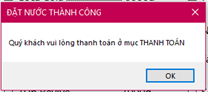 ĐẶT NƯỚC THÀNH CÔNG
Quý khách vui lòng thanh toán ở mục THANH TOÁN
OK